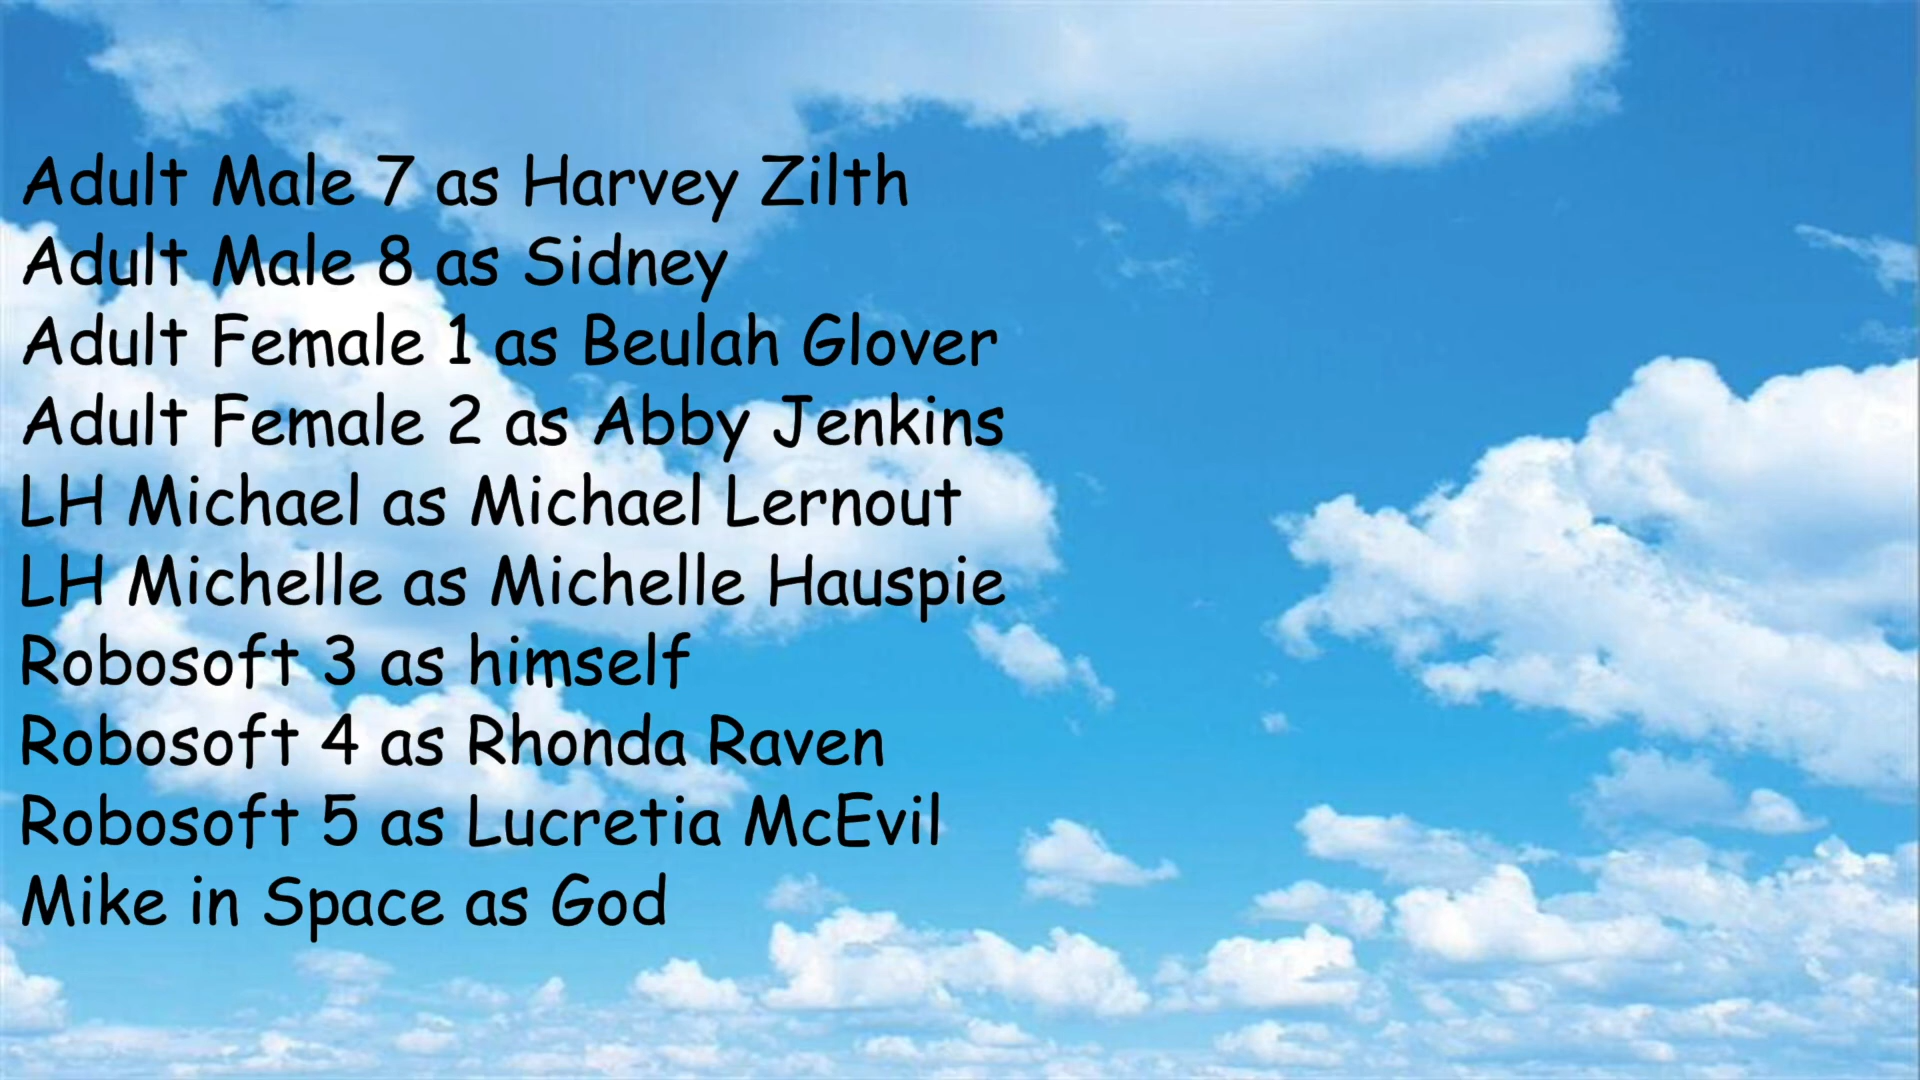 Adult Male 7 as Harvey Zilth
Adult Male 8 as Sidney
Adult Female 1 as Beulah Glover
Adult Female 2 as Abby Jenkins
LH Michael as Michael Lernout
LH Michelle as Michelle Hauspie
Robosoft 3 as himself
Robosoft 4 as Rhonda Raven
Robosoft 5 as Lucretia McEvil
Mike in Space as God